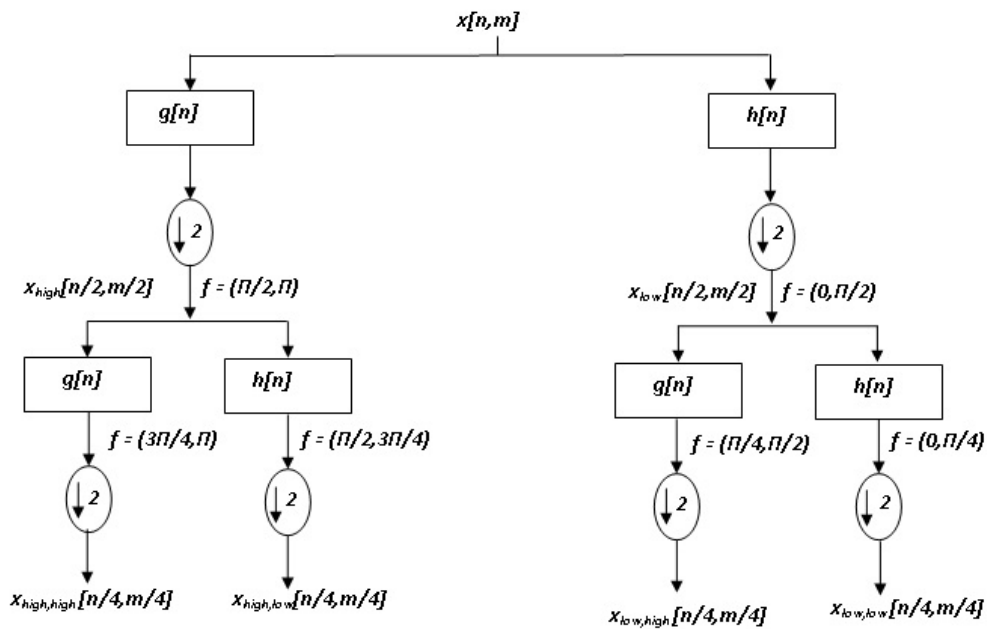 x[n,m]
g[n]
h[n]
2
2
x_high[n/2,m/2]
f = (Π/2,Π)
x_low[n/2,m/2]
f = (0,Π/2)
g[n]
h[n]
g[n]
h[n]
f = (3Π/4,Π)
f = (Π/2,3Π/4)
f = (Π/4,Π/2)
f = (0,Π/4)
2
2
2
2
x_high,high[n/4,m/4]
x_high,low[n/4,m/4]
x_low,high[n/4,m/4]
x_low,low[n/4,m/4]